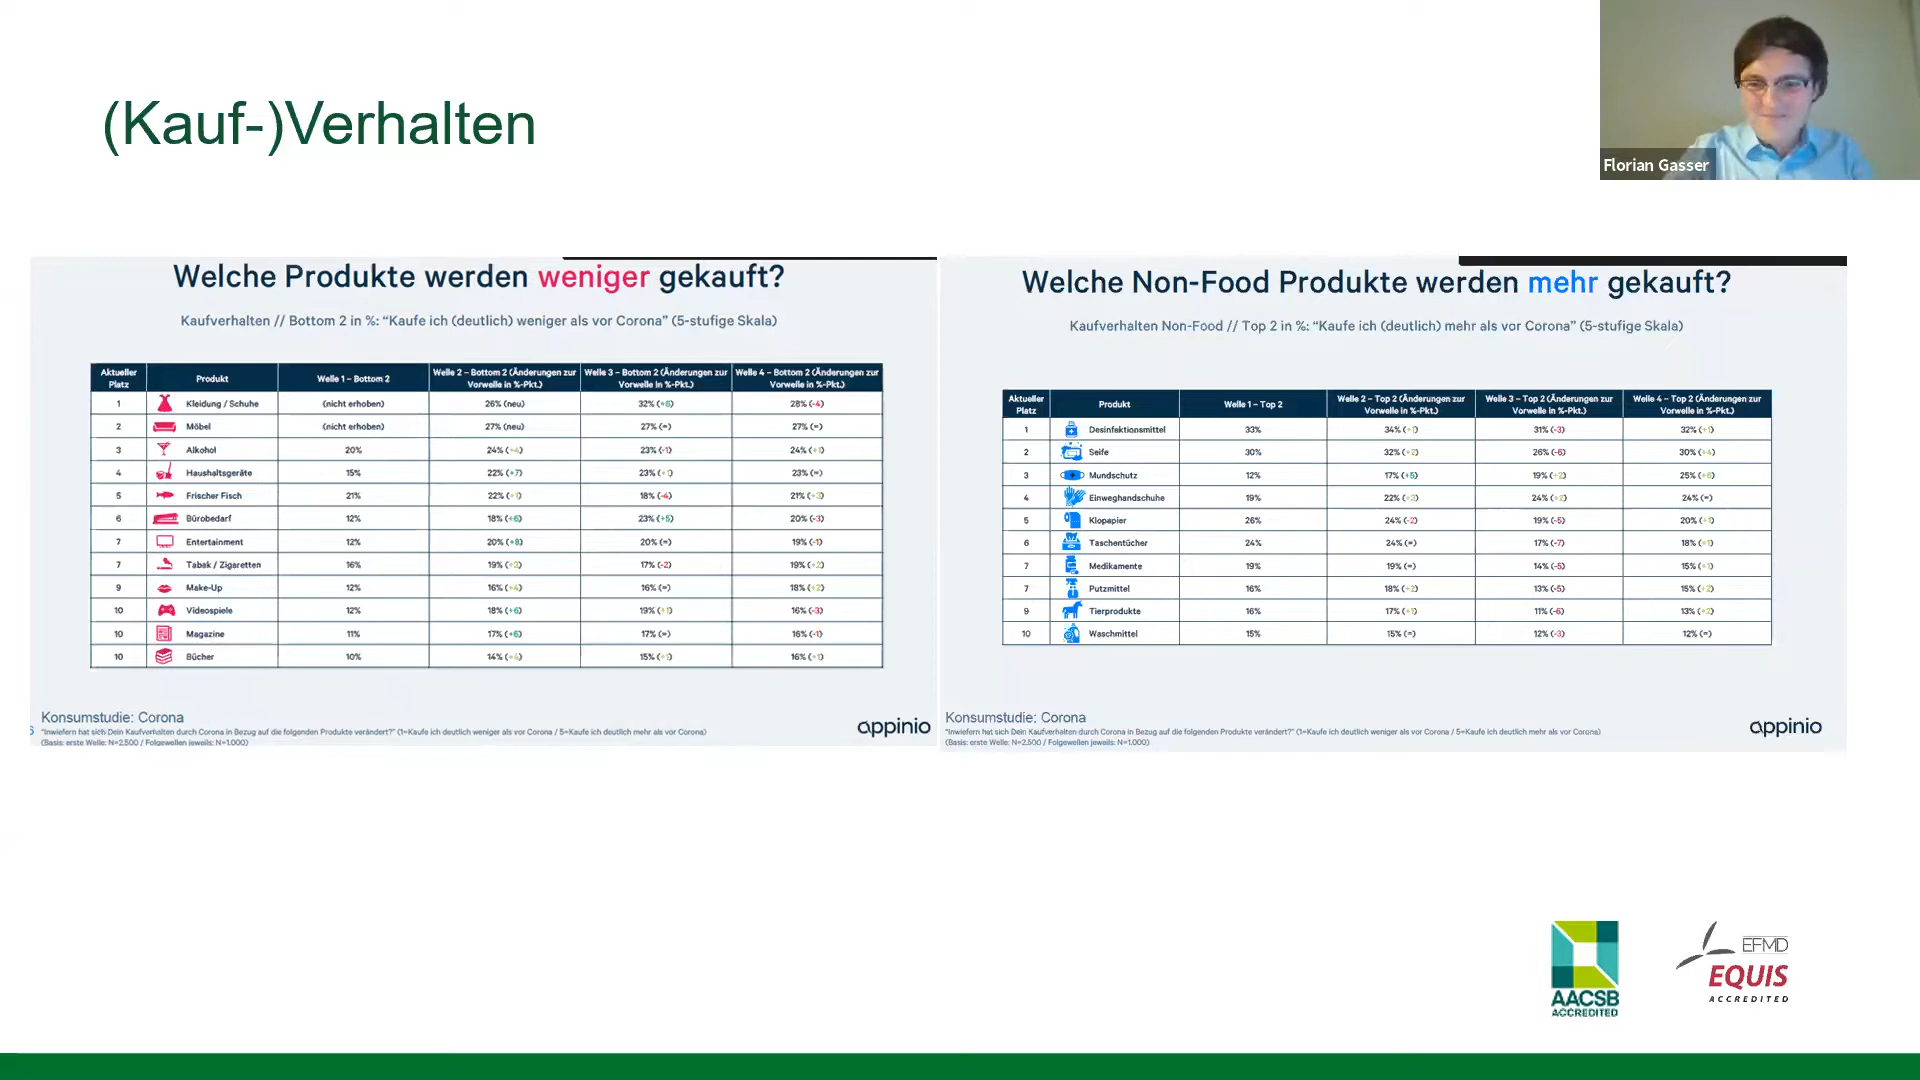 (Kauf-)Verhalten
Florian Gasser
Welche Produkte werden weniger gekauft?
Kaufverhalten // Bottom 2 in %: “Kaufe ich (deutlich) weniger als vor Corona” (5-stufige Skala)
Aktueller Platz | Produkt | Welle 1 – Bottom 2 | Welle 2 – Bottom 2 (Änderungen zur Vorwelle in %-Pkt.) | Welle 3 – Bottom 2 (Änderungen zur Vorwelle in %-Pkt.) | Welle 4 – Bottom 2 (Änderungen zur Vorwelle in %-Pkt.)
1 Kleidung / Schuhe (nicht erhoben) 26% (neu) 32% (+6) 28% (-4)
2 Möbel (nicht erhoben) 27% (neu) 27% (=) 27% (=)
3 Alkohol 20% 24% (+4) 23% (-1) 24% (+1)
4 Haushaltsgeräte 15% 22% (+7) 23% (+1) 23% (=)
5 Frischer Fisch 21% 22% (+1) 18% (-4) 21% (+3)
6 Bürobedarf 12% 18% (+6) 23% (+5) 20% (-3)
7 Entertainment 12% 20% (+8) 20% (=) 19% (-1)
7 Tabak / Zigaretten 16% 19% (+3) 17% (-2) 19% (+2)
9 Make-Up 12% 16% (+4) 16% (=) 18% (+2)
10 Videospiele 12% 18% (+6) 19% (+1) 16% (-3)
10 Magazine 11% 17% (+6) 17% (=) 16% (-1)
10 Bücher 10% 14% (+4) 15% (+1) 16% (+1)
Konsumstudie: Corona
"Inwiefern hat sich Dein Kaufverhalten durch Corona in Bezug auf die folgenden Produkte verändert?" (1=Kaufe ich deutlich weniger als vor Corona / 5=Kaufe ich deutlich mehr als vor Corona)
(Basis: erste Welle: N=2.500 / Folgewellen jeweils: N=1.000)
appinio
Welche Non-Food Produkte werden mehr gekauft?
Kaufverhalten Non-Food // Top 2 in %: “Kaufe ich (deutlich) mehr als vor Corona” (5-stufige Skala)
Aktueller Platz | Produkt | Welle 1 – Top 2 | Welle 2 – Top 2 (Änderungen zur Vorwelle in %-Pkt.) | Welle 3 – Top 2 (Änderungen zur Vorwelle in %-Pkt.) | Welle 4 – Top 2 (Änderungen zur Vorwelle in %-Pkt.)
1 Desinfektionsmittel 33% 34% (+1) 31% (-3) 32% (+1)
2 Seife 30% 32% (+2) 26% (-6) 30% (+4)
3 Mundschutz 12% 17% (+5) 19% (+2) 25% (+6)
4 Einweghandschuhe 19% 22% (+3) 24% (+2) 24% (=)
5 Klopapier 26% 24% (-2) 19% (-5) 20% (+1)
6 Taschentücher 24% 24% (=) 17% (-7) 18% (+1)
7 Medikamente 19% 19% (=) 14% (-5) 15% (+1)
7 Putzmittel 16% 18% (+2) 13% (-5) 15% (+2)
9 Tierprodukte 16% 17% (+1) 11% (-6) 13% (+2)
10 Waschmittel 15% 15% (=) 12% (-3) 12% (=)
Konsumstudie: Corona
"Inwiefern hat sich Dein Kaufverhalten durch Corona in Bezug auf die folgenden Produkte verändert?" (1=Kaufe ich deutlich weniger als vor Corona / 5=Kaufe ich deutlich mehr als vor Corona)
(Basis: erste Welle: N=2.500 / Folgewellen jeweils: N=1.000)
appinio
AACSB
ACCREDITED
EFMD
EQUIS
ACCREDITED